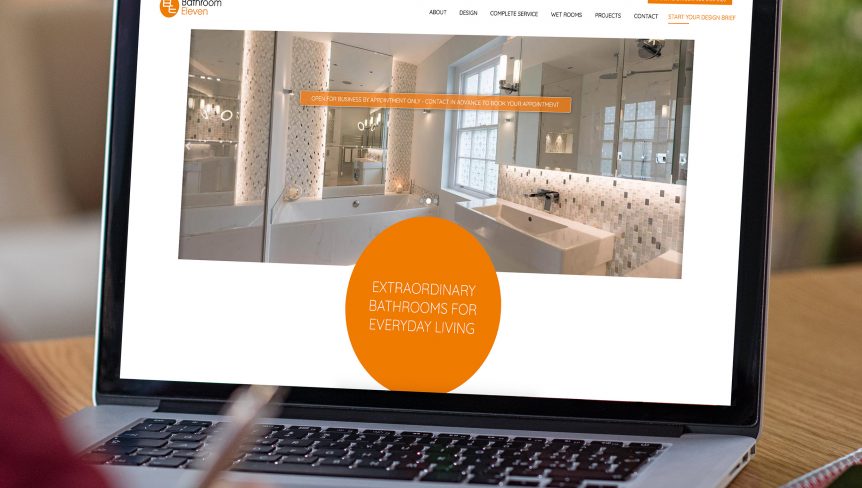 Bathroom
Eleven
ABOUT DESIGN COMPLETE SERVICE WET ROOMS PROJECTS CONTACT START YOUR DESIGN BRIEF
OPEN FOR BUSINESS BY APPOINTMENT ONLY - CONTACT IN ADVANCE TO BOOK YOUR APPOINTMENT
EXTRAORDINARY
BATHROOMS FOR
EVERYDAY LIVING